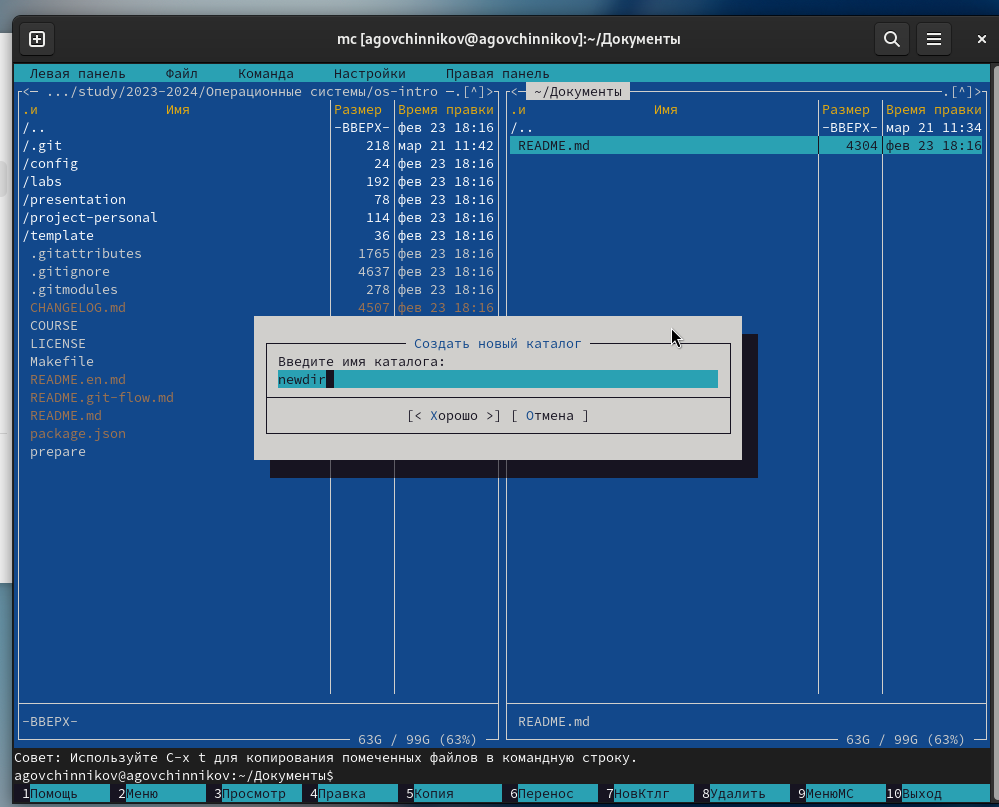 mc [agovchinnikov@agovchinnikov]:~/Документы
Левая панель Файл Команда Настройки Правая панель
<— .../study/2023-2024/Операционные системы/os-intro —.[^]>
.и Имя Размер Время правки
/.. -ВВЕРХ- фев 23 18:16
/.git 218 мар 21 11:42
/config 24 фев 23 18:16
/labs 192 фев 23 18:16
/presentation 78 фев 23 18:16
/project-personal 114 фев 23 18:16
/template 36 фев 23 18:16
.gitattributes 1765 фев 23 18:16
.gitignore 4637 фев 23 18:16
.gitmodules 278 фев 23 18:16
CHANGELOG.md 4507 фев 23 18:16
COURSE
LICENSE
Makefile
README.en.md
README.git-flow.md
README.md
package.json
prepare
-ВВЕРХ-
63G / 99G (63%)
<— ~/Документы .[^]>
.и Имя Размер Время правки
/.. -ВВЕРХ- мар 21 11:34
README.md 4304 фев 23 18:16
README.md
63G / 99G (63%)
Создать новый каталог
Введите имя каталога:
newdir
[< Хорошо >] [ Отмена ]
Совет: Используйте C-x t для копирования помеченных файлов в командную строку.
agovchinnikov@agovchinnikov:~/Документы$
1Помощь 2Меню 3Просмотр 4Правка 5Копия 6Перенос 7НовКтлг 8Удалить 9МенюМС 10Выход